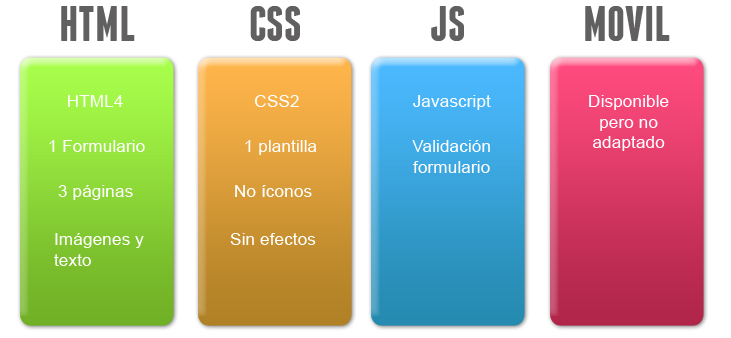 HTML
HTML4
1 Formulario
3 páginas
Imágenes y
texto
CSS
CSS2
1 plantilla
No íconos
Sin efectos
JS
Javascript
Validación
formulario
MOVIL
Disponible
pero no
adaptado